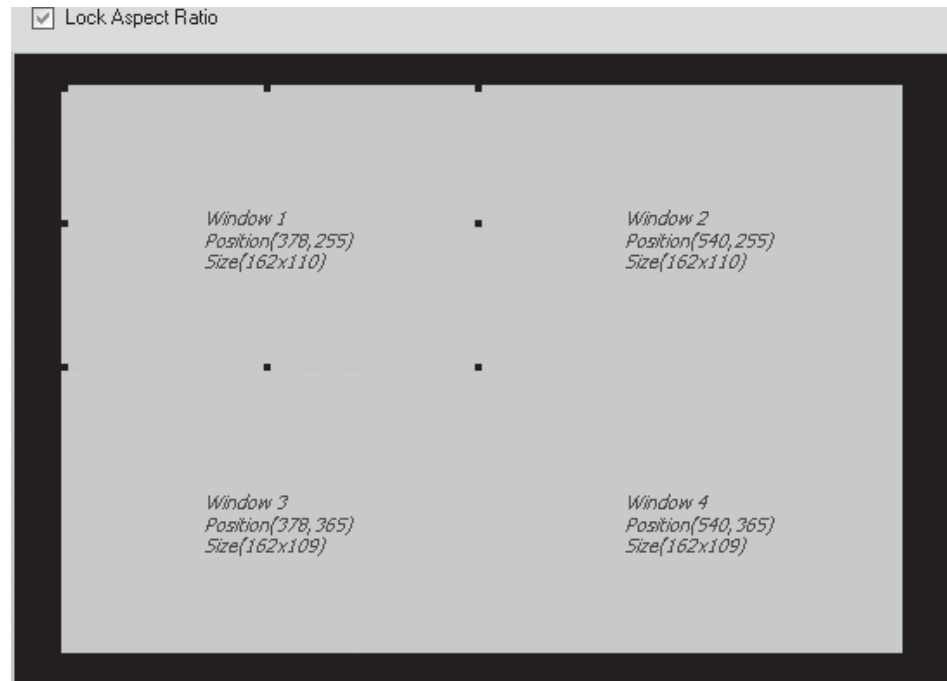 Lock Aspect Ratio
Window 1
Position(378,255)
Size(162x110)
Window 2
Position(540,255)
Size(162x110)
Window 3
Position(378,365)
Size(162x109)
Window 4
Position(540,365)
Size(162x109)